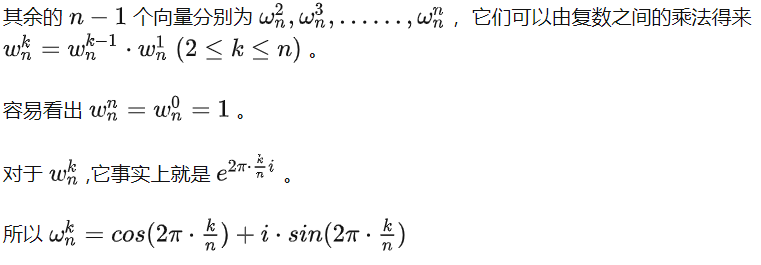 其余的 $n-1$ 个向量分别为 $\omega_n^2,\omega_n^3,\ldots\ldots,\omega_n^n$ ，它们可以由复数之间的乘法得来
$w_n^k=w_n^{k-1}\cdot w_n^1\ (2\leq k\leq n)$ 。
容易看出 $w_n^n=w_n^0=1$ 。
对于 $w_n^k$ ,它事实上就是 $e^{2\pi\cdot\frac{k}{n}i}$ 。
所以 $\omega_n^k=cos(2\pi\cdot\frac{k}{n})+i\cdot sin(2\pi\cdot\frac{k}{n})$